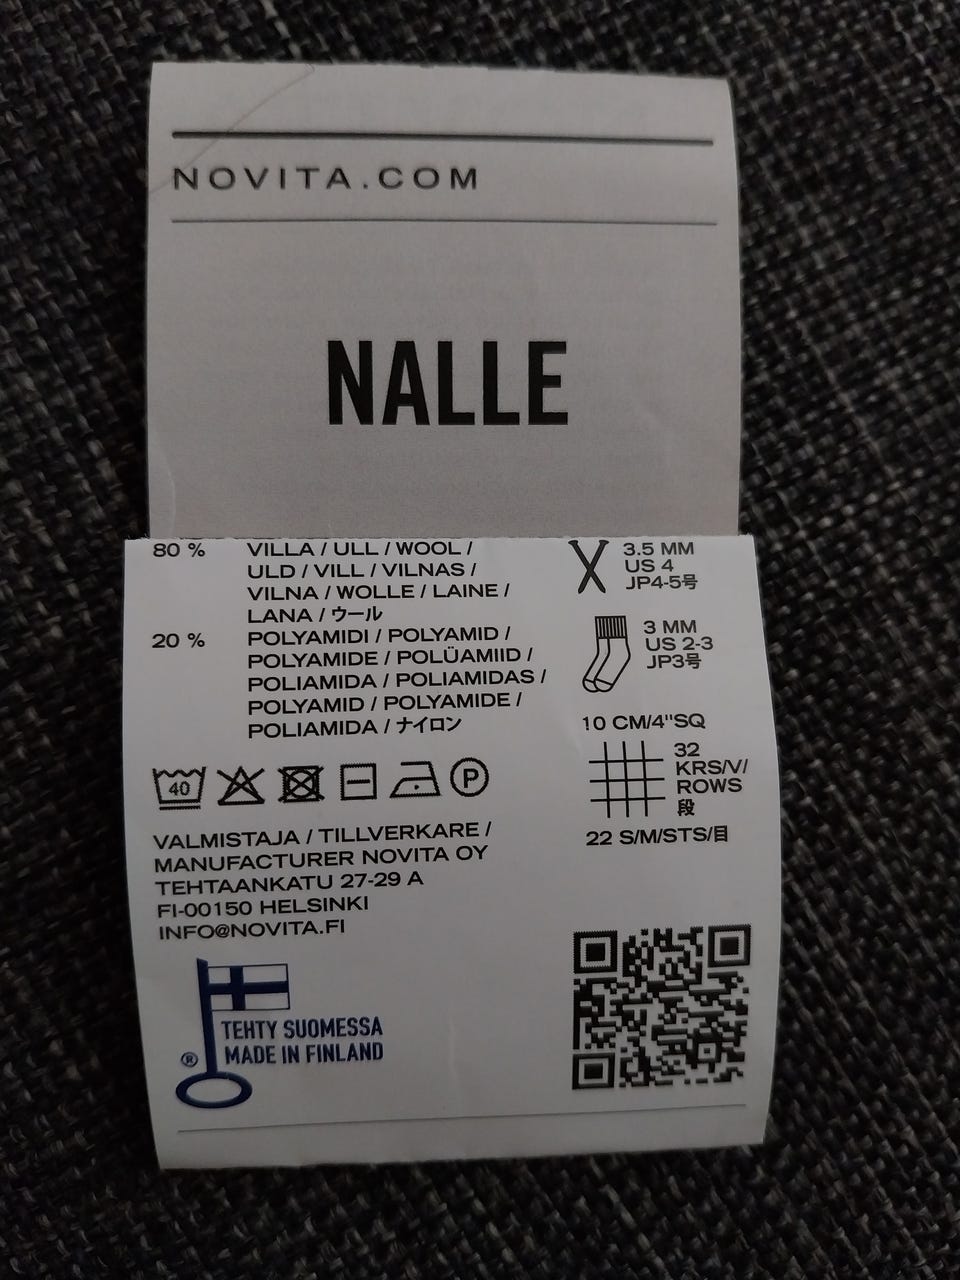 NOVITA.COM
NALLE
80 % VILLA / ULL / WOOL /
ULD / VILL / VILNAS /
VILNA / WOLLE / LAINE /
LANA / ウール
20 % POLYAMIDI / POLYAMID /
POLYAMIDE / POLÜAMIID /
POLIAMIDA / POLIAMIDAS /
POLYAMID / POLYAMIDE /
POLIAMIDA / ナイロン
40
P
VALMISTAJA / TILLVERKARE /
MANUFACTURER NOVITA OY
TEHTAANKATU 27-29 A
FI-00150 HELSINKI
INFO@NOVITA.FI
TEHTY SUOMESSA
® MADE IN FINLAND
3.5 MM
US 4
JP4-5号
3 MM
US 2-3
JP3号
10 CM/4"SQ
32
KRS/V/
ROWS
段
22 S/M/STS/目